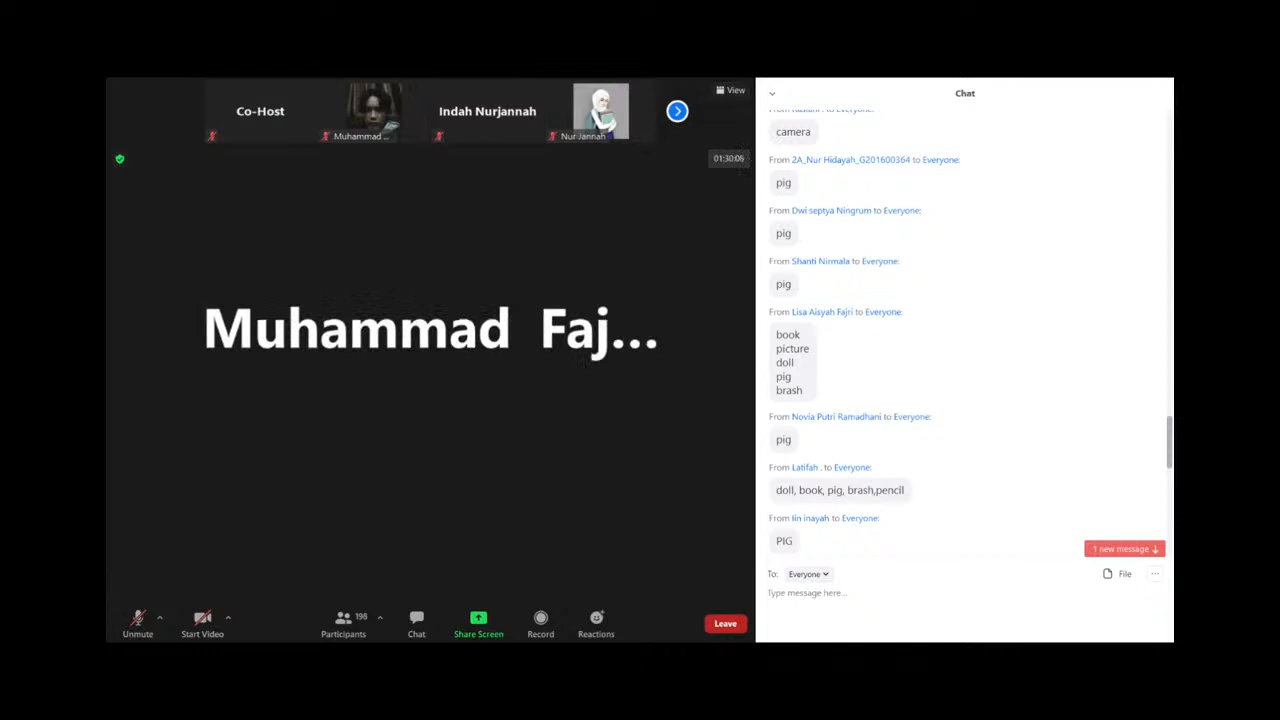 Co-Host
Muhammad ...
Indah Nurjannah
Nur Jannah
View
01:30:06
Muhammad Faj...
Unmute
Start Video
198
Participants
Chat
Share Screen
Record
Reactions
Leave
Chat
to Everyone:
camera
From 2A_Nur Hidayah_G201600364 to Everyone:
pig
From Dwi septya Ningrum to Everyone:
pig
From Shanti Nirmala to Everyone:
pig
From Lisa Aisyah Fajri to Everyone:
book
picture
doll
pig
brash
From Novia Putri Ramadhani to Everyone:
pig
From Latifah . to Everyone:
doll, book, pig, brash,pencil
From Iin inayah to Everyone:
PIG
1 new message
To: Everyone
File
Type message here...